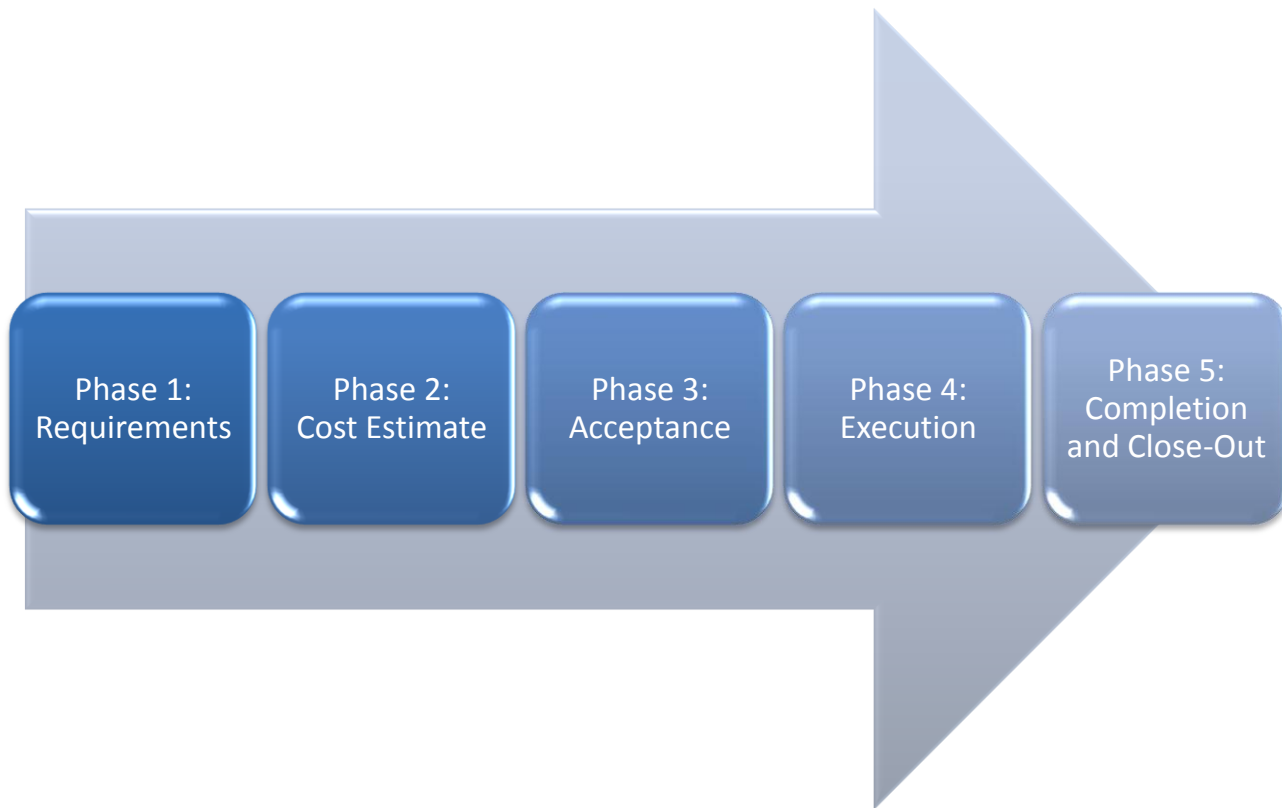 Phase 1:
Requirements
Phase 2:
Cost Estimate
Phase 3:
Acceptance
Phase 4:
Execution
Phase 5:
Completion
and Close-Out